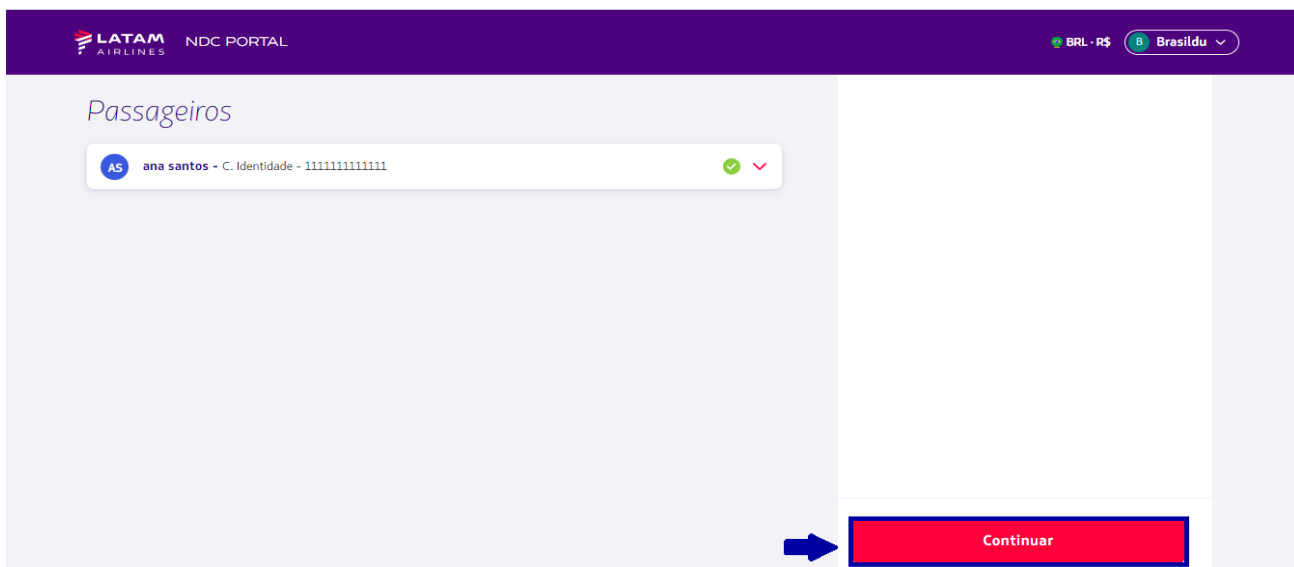 LATAM
AIRLINES
NDC PORTAL
BRL · R$
B
Brasildu
Passageiros
AS
ana santos - C. Identidade - 1111111111111
Continuar